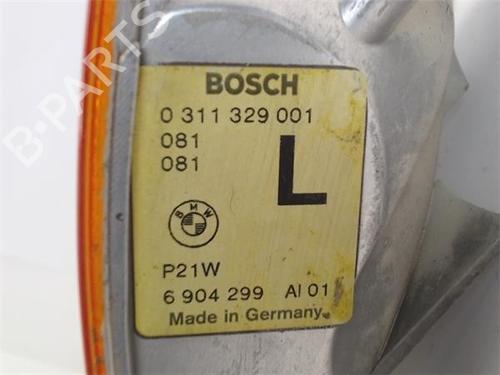 BOSCH
0 311 329 001
081
081
L
BMW
P21W
6 904 299 AI 01
Made in Germany
B-PARTS